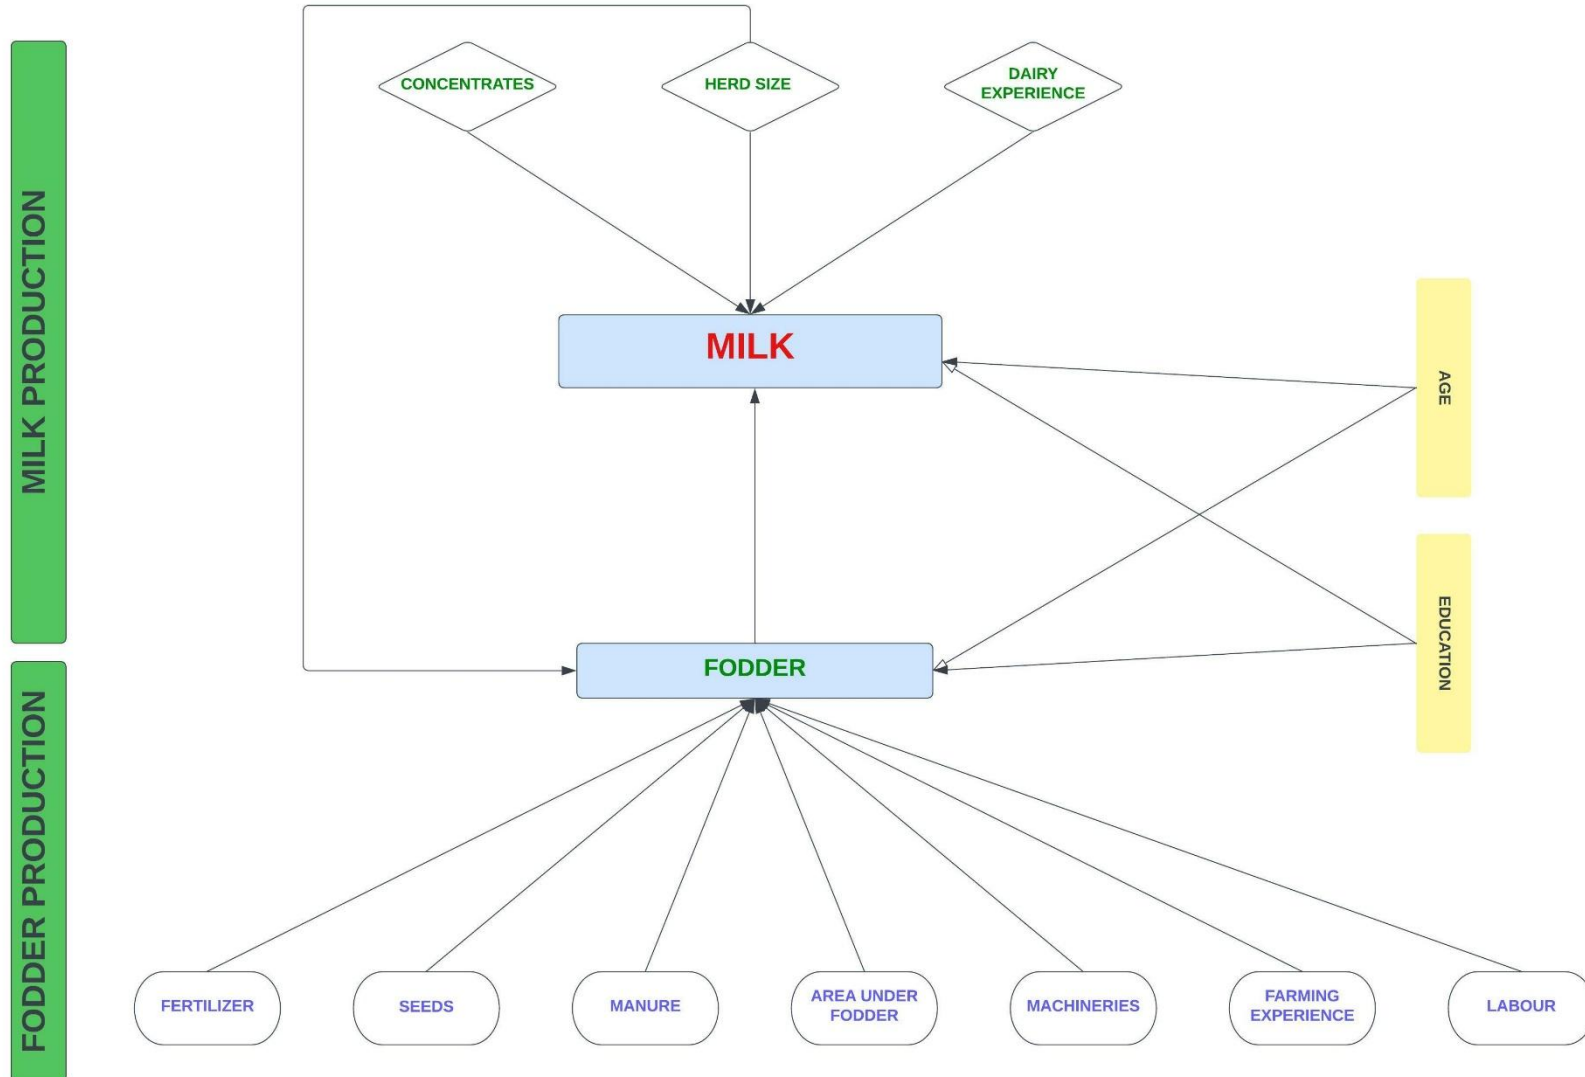 MILK PRODUCTION
CONCENTRATES
HERD SIZE
DAIRY
EXPERIENCE
MILK
AGE
EDUCATION
FODDER
FODDER PRODUCTION
FERTILIZER
SEEDS
MANURE
AREA UNDER
FODDER
MACHINERIES
FARMING
EXPERIENCE
LABOUR